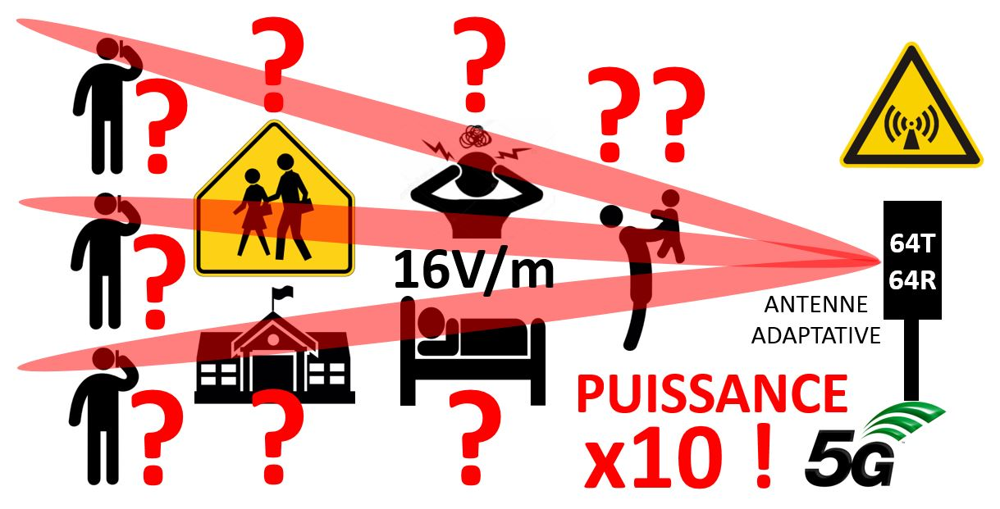 ? ? ??
?
64T
64R
16V/m
?
ANTENNE
ADAPTATIVE
PUISSANCE
x10 !
? ? ?
5G